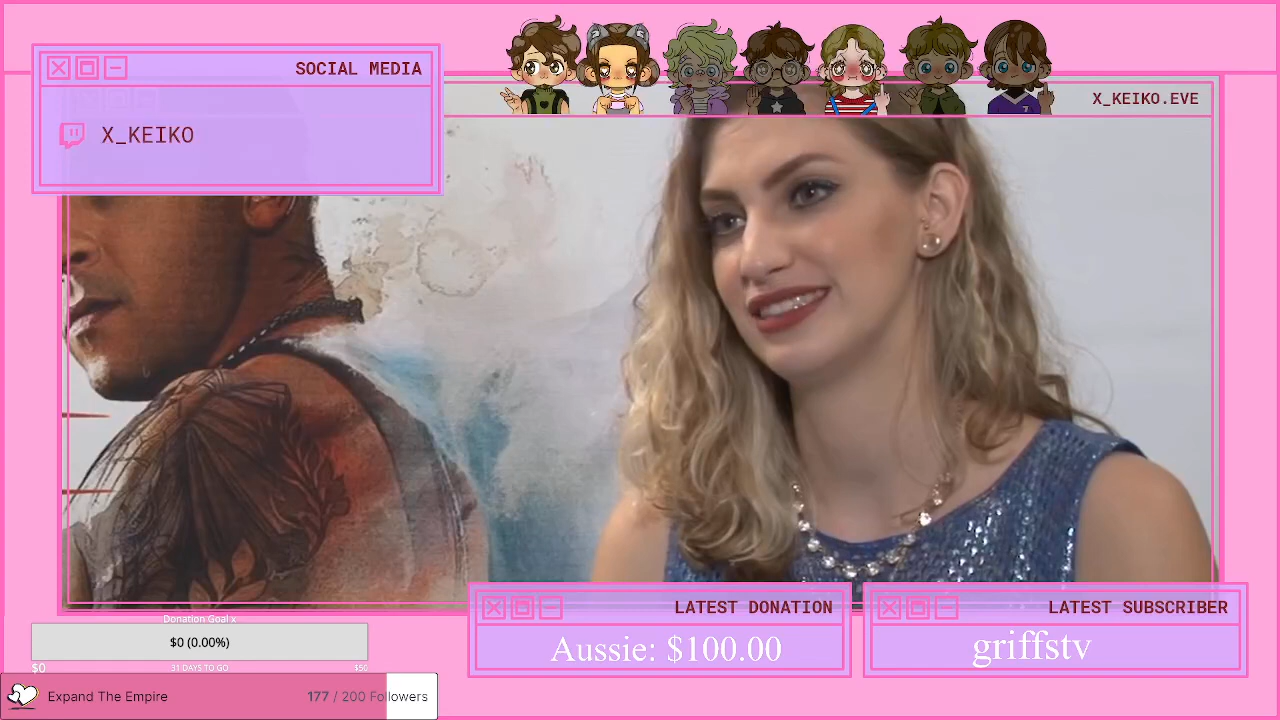 SOCIAL MEDIA
X_KEIKO
X_KEIKO.EVE
LATEST DONATION
Aussie: $100.00
LATEST SUBSCRIBER
griffstv
Donation Goal x
$0 (0.00%)
$0 31 DAYS TO GO $50
Expand The Empire 177 / 200 Followers